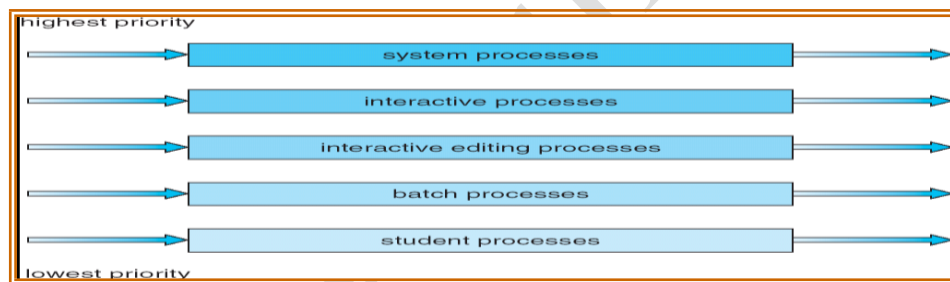 highest priority
system processes
interactive processes
interactive editing processes
batch processes
student processes
lowest priority